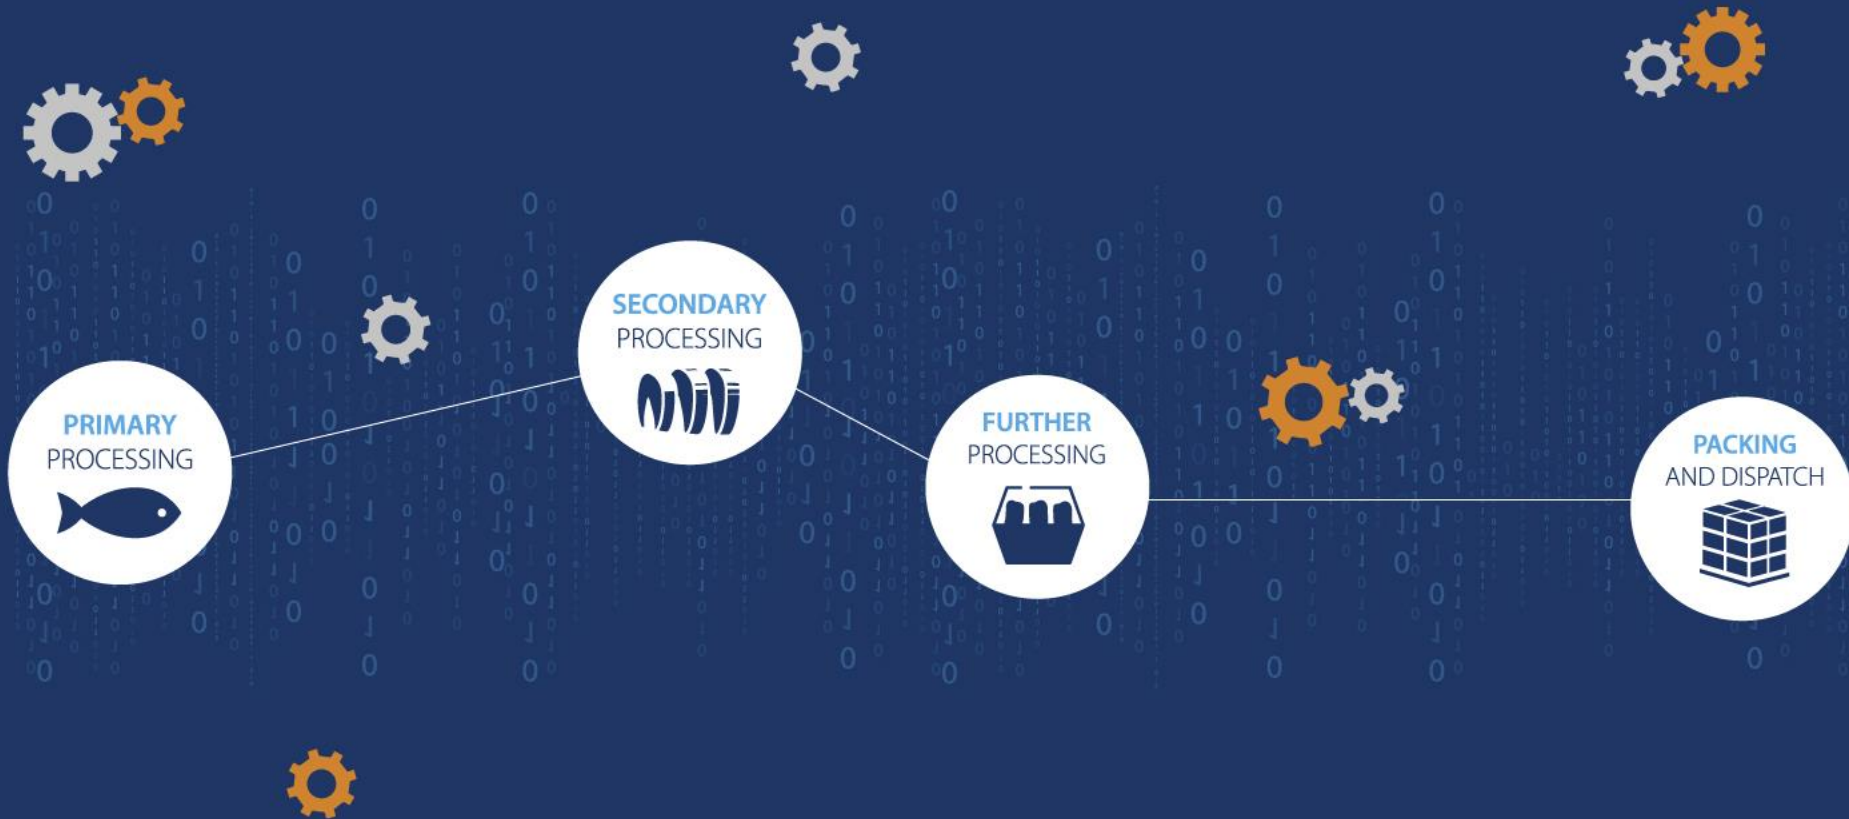 PRIMARY
PROCESSING
SECONDARY
PROCESSING
FURTHER
PROCESSING
PACKING
AND DISPATCH